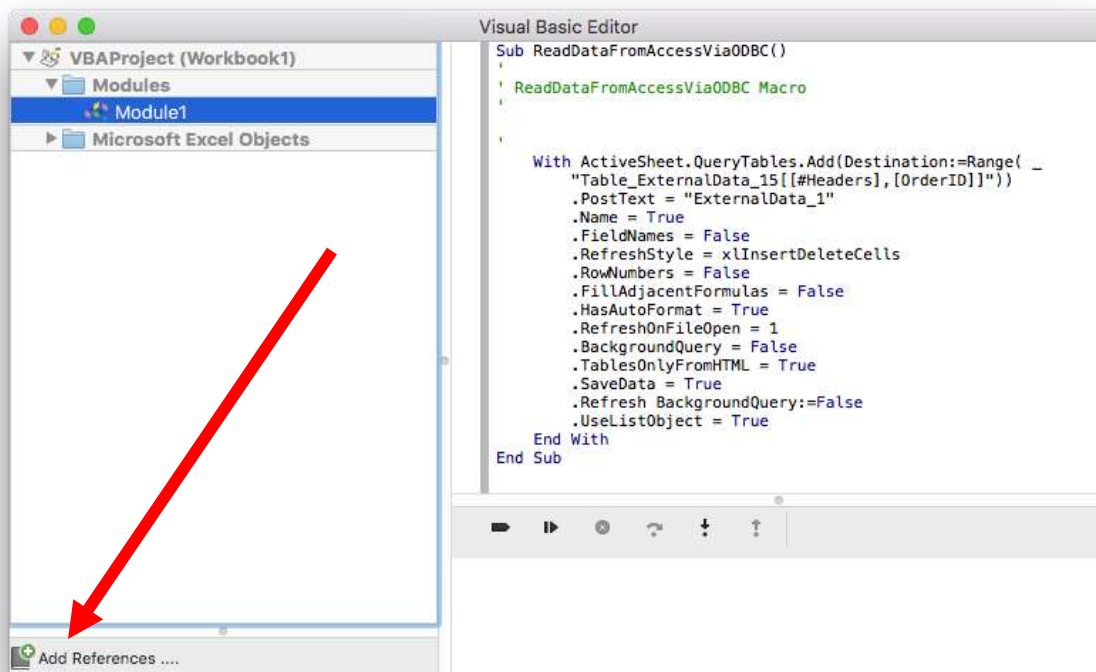 Visual Basic Editor
VBAProject (Workbook1)
Modules
Module1
Microsoft Excel Objects
Sub ReadDataFromAccessViaODBC()
'
' ReadDataFromAccessViaODBC Macro
'
'
With ActiveSheet.QueryTables.Add(Destination:=Range( _
"Table_ExternalData_15[[#Headers],[OrderID]]"))
.PostText = "ExternalData_1"
.Name = True
.FieldNames = False
.RefreshStyle = xlInsertDeleteCells
.RowNumbers = False
.FillAdjacentFormulas = False
.HasAutoFormat = True
.RefreshOnFileOpen = 1
.BackgroundQuery = False
.TablesOnlyFromHTML = True
.SaveData = True
.Refresh BackgroundQuery:=False
.UseListObject = True
End With
End Sub
Add References ....